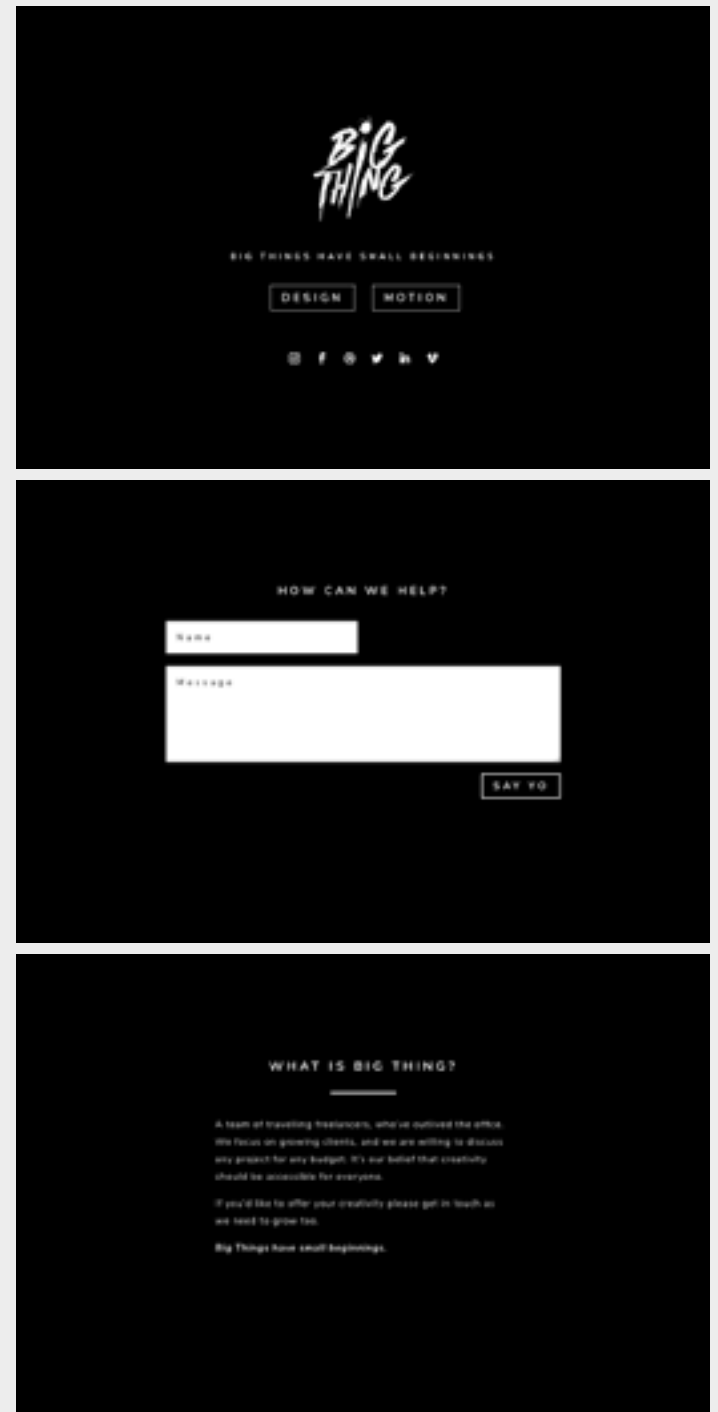 BiG
THING
BIG THINGS HAVE SMALL BEGINNINGS
DESIGN
MOTION
HOW CAN WE HELP?
Name
Message
SAY YO
WHAT IS BIG THING?
A team of travelling freelancers, who've outlived the office.
We focus on growing clients, and we are willing to discuss
any project for any budget. It's our belief that creativity
should be accessible for everyone.
If you'd like to offer your creativity please get in touch as
we need to grow too.
Big Things have small beginnings.